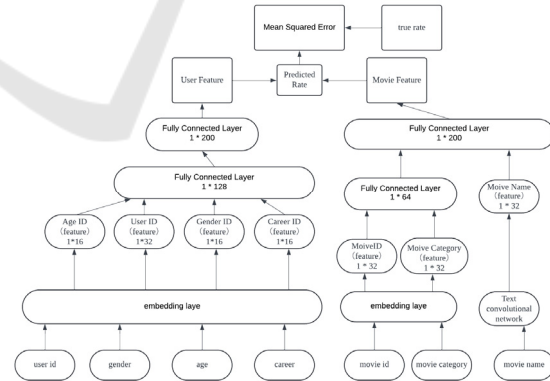 Mean Squared Error
true rate
User Feature
Predicted
Rate
Movie Feature
Fully Connected Layer
1 * 200
Fully Connected Layer
1 * 200
Fully Connected Layer
1 * 128
Fully Connected Layer
1 * 64
Moive Name
(feature)
1 * 32
Age ID
(feature)
1*16
User ID
(feature)
1*32
Gender ID
(feature)
1*16
Career ID
(feature)
1*16
MoiveID
(feature)
1 * 32
Moive Category
(feature)
1 * 32
embedding laye
embedding laye
Text
convolutional
network
user id
gender
age
career
movie id
movie category
movie name